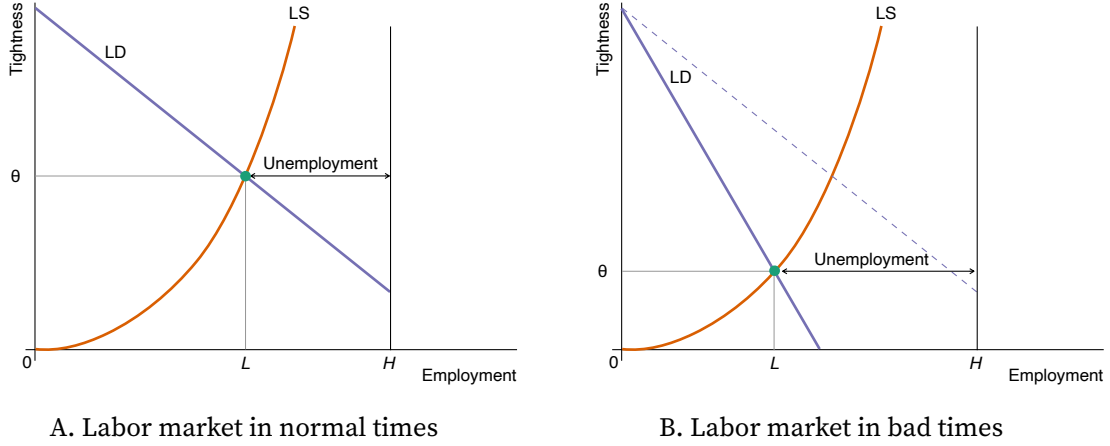 Tightness
LS
LD
Unemployment
θ
0
L
H
Employment
A. Labor market in normal times
Tightness
LS
LD
Unemployment
θ
0
L
H
Employment
B. Labor market in bad times